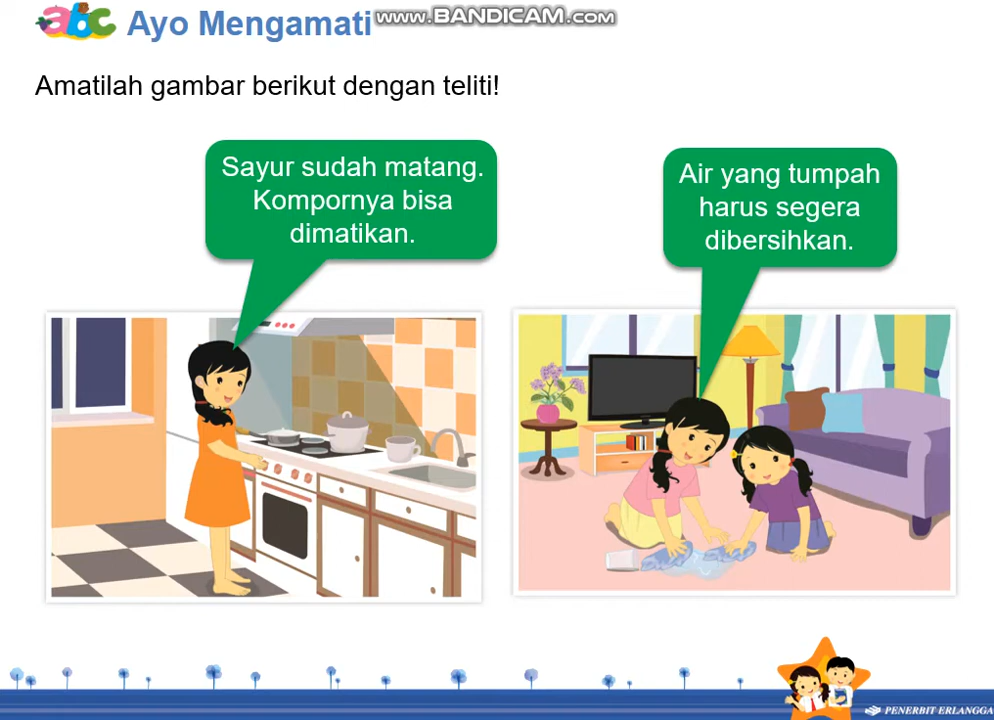 abc Ayo Mengamati
www.BANDICAM.com
Amatilah gambar berikut dengan teliti!
Sayur sudah matang.
Kompornya bisa
dimatikan.
Air yang tumpah
harus segera
dibersihkan.
PENERBIT ERLANGGA